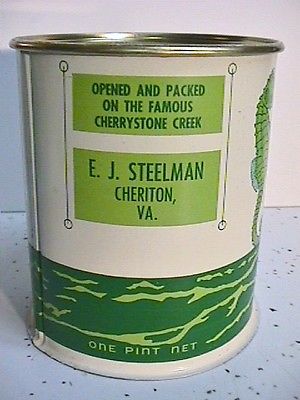 OPENED AND PACKED
ON THE FAMOUS
CHERRYSTONE CREEK
E. J. STEELMAN
CHERITON,
VA.
ONE PINT NET